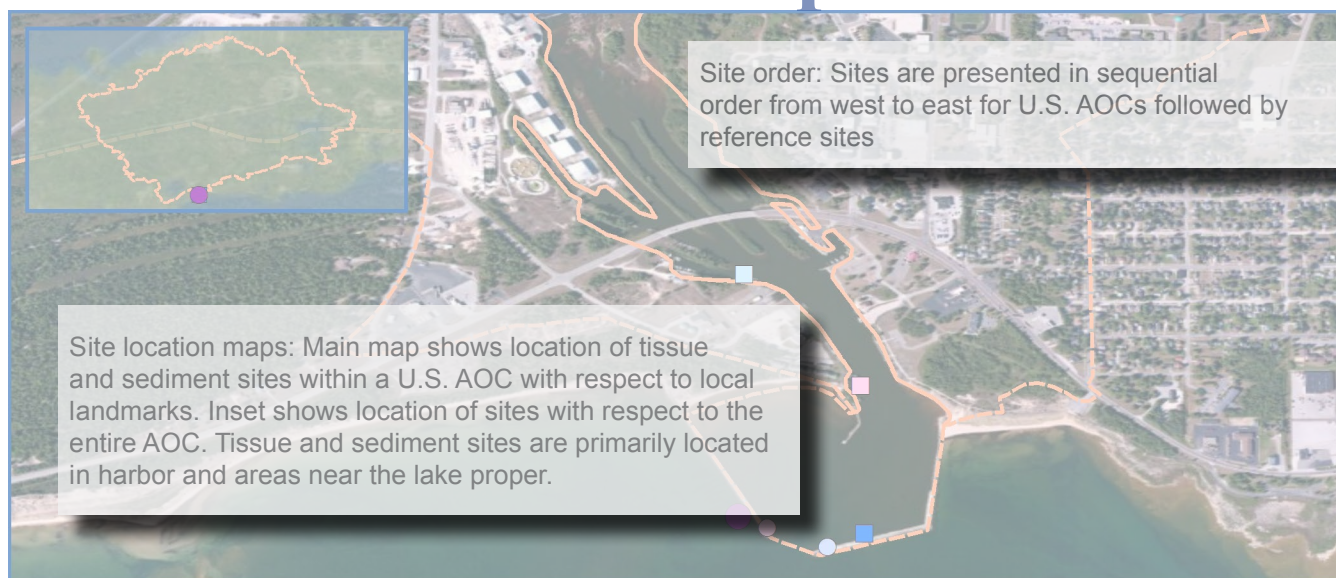 Site order: Sites are presented in sequential
order from west to east for U.S. AOCs followed by
reference sites
Site location maps: Main map shows location of tissue
and sediment sites within a U.S. AOC with respect to local
landmarks. Inset shows location of sites with respect to the
entire AOC. Tissue and sediment sites are primarily located
in harbor and areas near the lake proper.